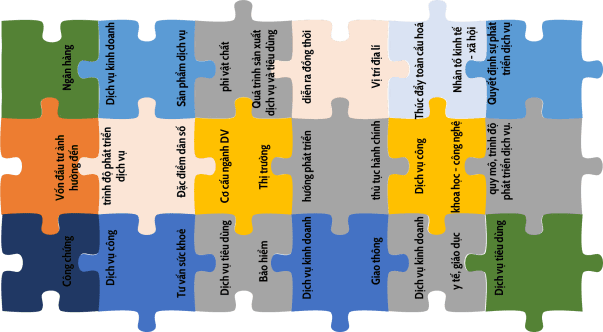 Ngân hàng
Dịch vụ kinh doanh
Sản phẩm dịch vụ
phi vật chất
Quá trình sản xuất
dịch vụ và tiêu dùng
diễn ra đồng thời
Vị trí địa lí
Thúc đẩy toàn cầu hoá
Nhân tố kinh tế
- xã hội
Quyết định sự phát
triển dịch vụ
Vốn đầu tư ảnh
hưởng đến
trình độ phát triển
dịch vụ
Đặc điểm dân số
Cơ cấu ngành DV
Thị trường
hướng phát triển
thủ tục hành chính
Dịch vụ công
khoa học - công nghệ
quy mô, trình độ
phát triển dịch vụ.
Công chứng
Dịch vụ công
Tư vấn sức khoẻ
Dịch vụ tiêu dùng
Bảo hiểm
Dịch vụ kinh doanh
Giao thông
Dịch vụ kinh doanh
y tế, giáo dục
Dịch vụ tiêu dùng